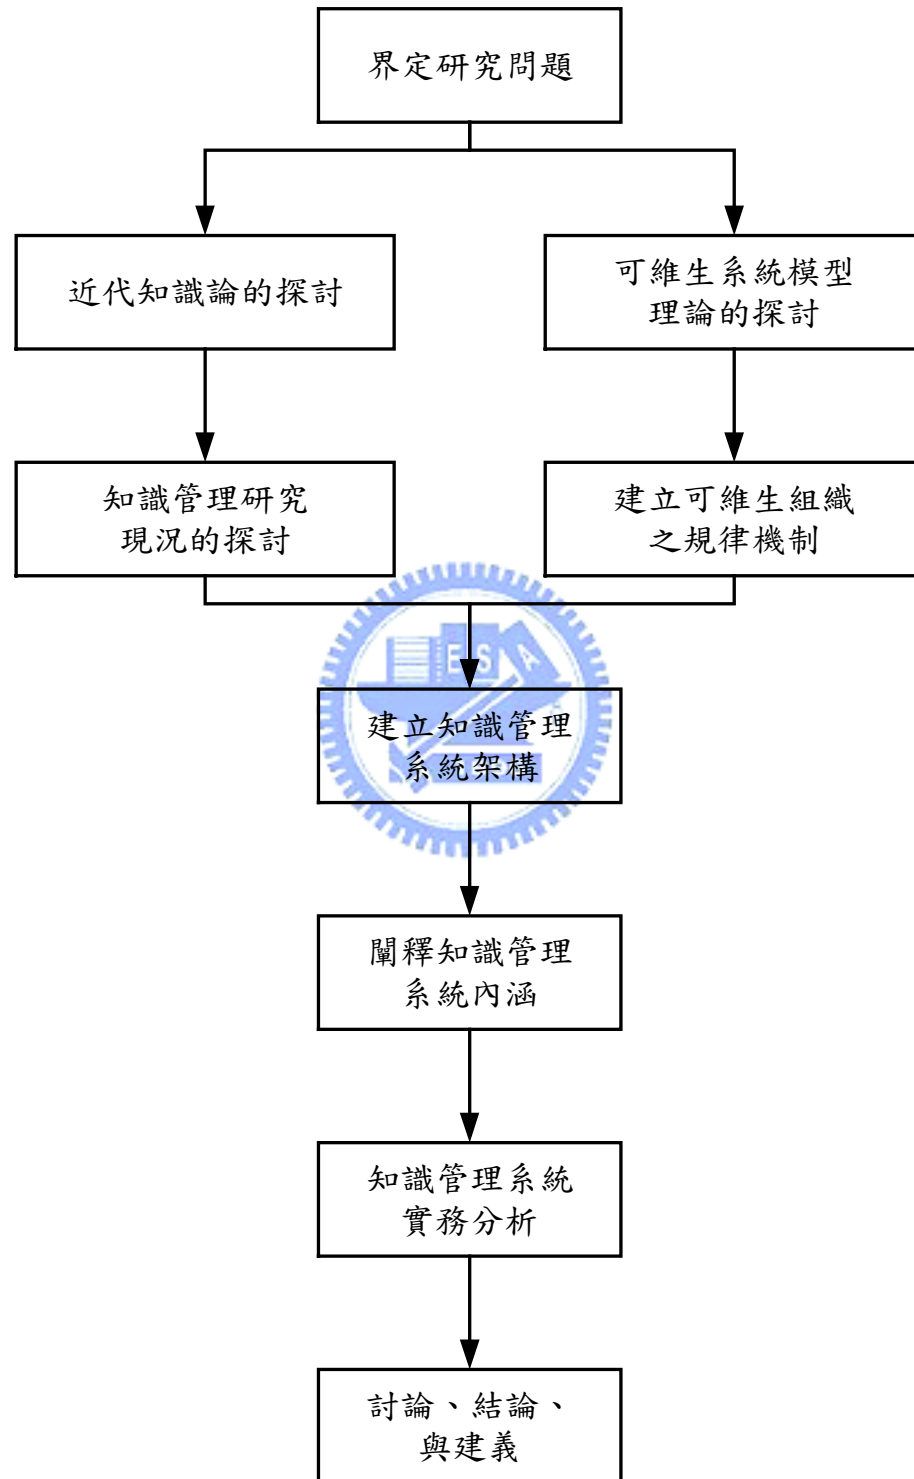 界定研究問題
近代知識論的探討
可維生系統模型
理論的探討
知識管理研究
現況的探討
建立可維生組織
之規律機制
ESA
建立知識管理
系統架構
闡釋知識管理
系統內涵
知識管理系統
實務分析
討論、結論、
與建義